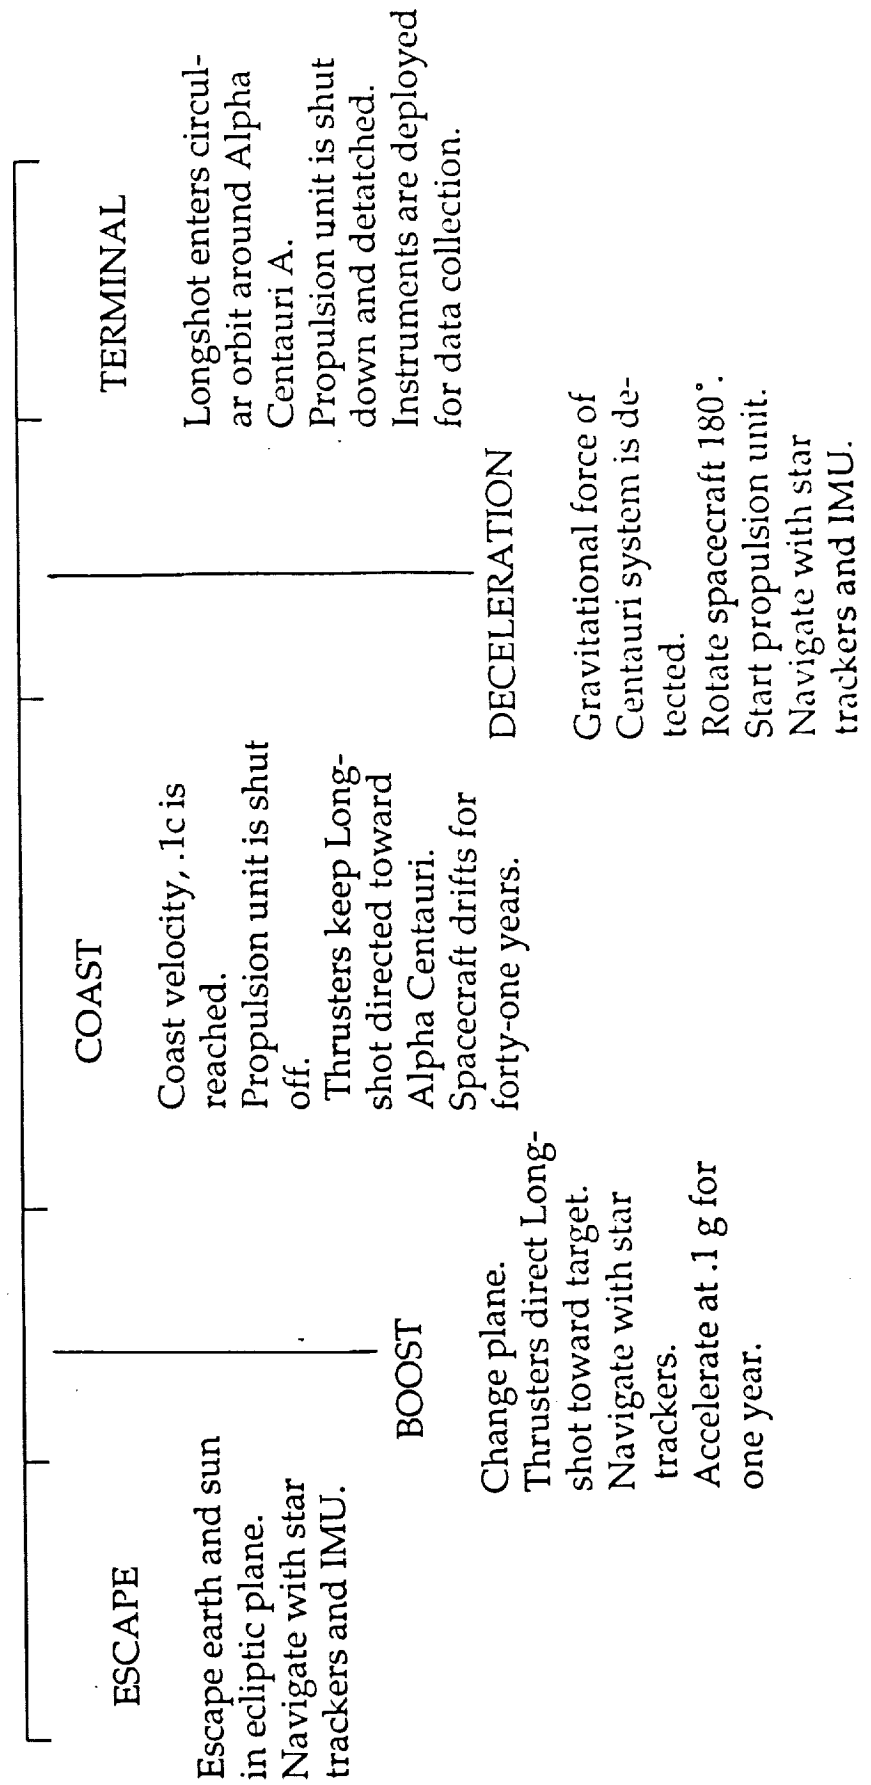 ESCAPE
Escape earth and sun
in ecliptic plane.
Navigate with star
trackers and IMU.
BOOST
Change plane.
Thrusters direct Long-
shot toward target.
Navigate with star
trackers.
Accelerate at .1 g for
one year.
COAST
Coast velocity, .1c is
reached.
Propulsion unit is shut
off.
Thrusters keep Long-
shot directed toward
Alpha Centauri.
Spacecraft drifts for
forty-one years.
DECELERATION
Gravitational force of
Centauri system is de-
tected.
Rotate spacecraft 180°.
Start propulsion unit.
Navigate with star
trackers and IMU.
TERMINAL
Longshot enters circul-
ar orbit around Alpha
Centauri A.
Propulsion unit is shut
down and detatched.
Instruments are deployed
for data collection.